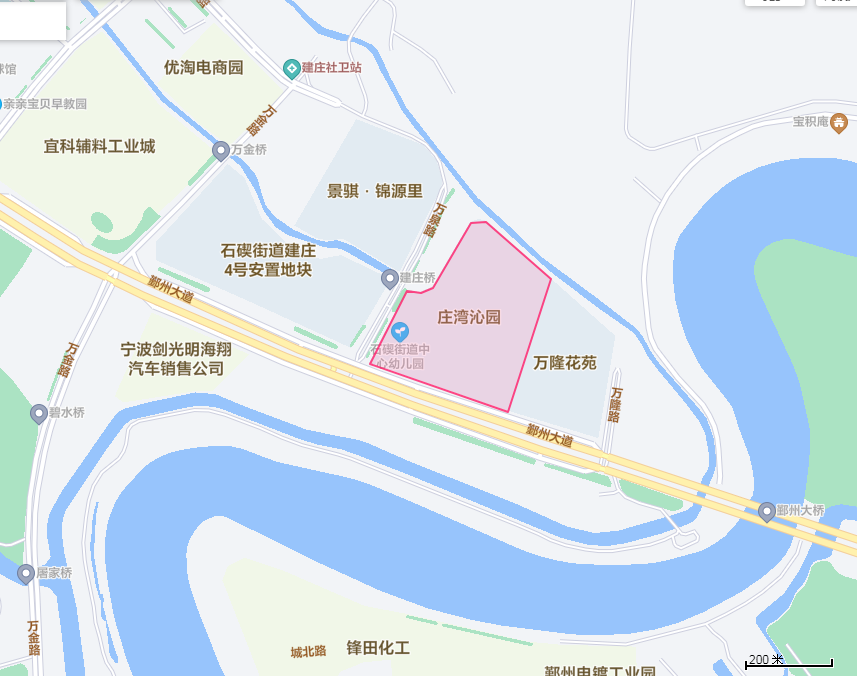 优淘电商园
建庄社卫站
球馆
亲亲宝贝早教园
万金路
宝积庵
宜科辅料工业城
万金桥
景骐·锦源里
万泉路
石碶街道建庄
4号安置地块
建庄桥
鄞州大道
庄湾沁园
宁波剑光明海翔
汽车销售公司
石碶街道中
心幼儿园
万隆花苑
万金路
万隆路
碧水桥
鄞州大道
鄞州大桥
屠家桥
万金路
城北路
锋田化工
鄞州电镀工业园
200 米